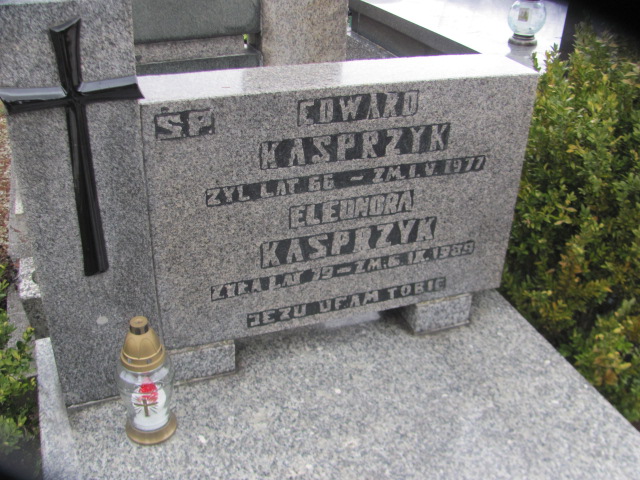 Ś.P. EDWARD
KASPRZYK
ŻYŁ LAT 66 - ZM. 1.V.1977
ELEONORA
KASPRZYK
ŻYŁA LAT 79 - ZM. 6.IX.1989
JEZU UFAM TOBIE